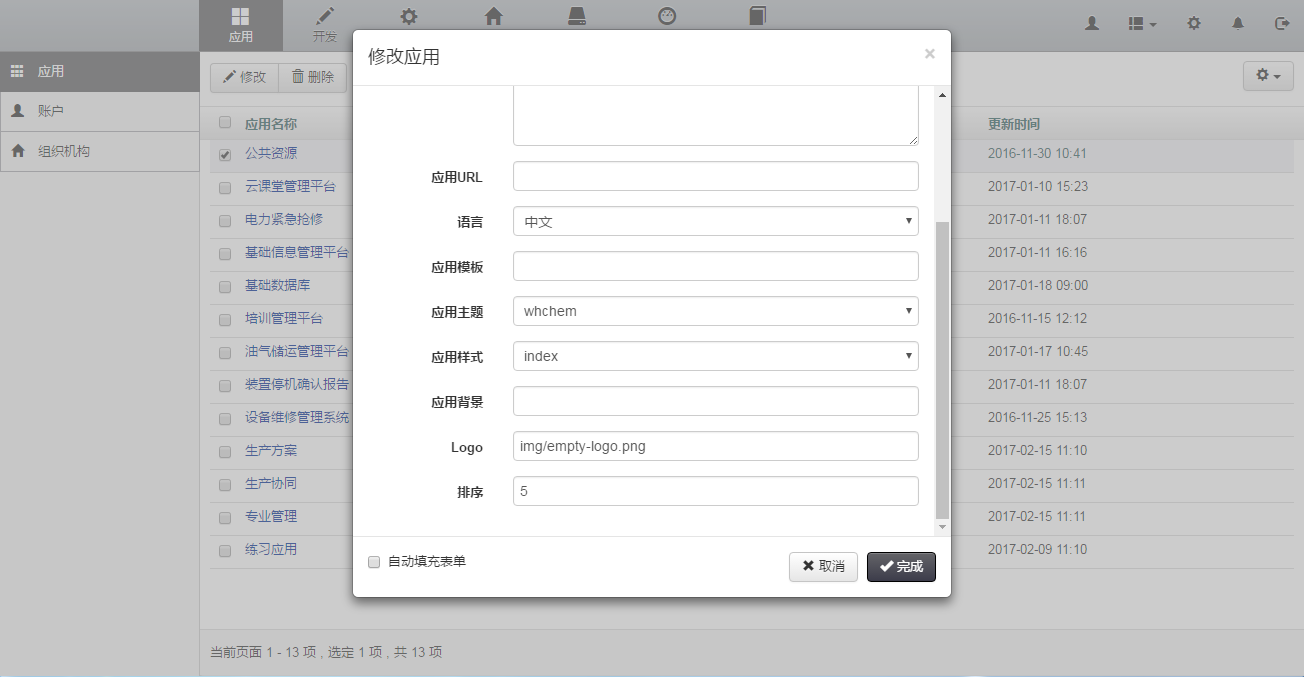 应用
开发
应用
账户
组织机构
修改 删除
应用名称 更新时间
公共资源 2016-11-30 10:41
云课堂管理平台 2017-01-10 15:23
电力紧急抢修 2017-01-11 18:07
基础信息管理平台 2017-01-11 16:16
基础数据库 2017-01-18 09:00
培训管理平台 2016-11-15 12:12
油气储运管理平台 2017-01-17 10:45
装置停机确认报告 2017-01-11 18:07
设备维修管理系统 2016-11-25 15:13
生产方案 2017-02-15 11:10
生产协同 2017-02-15 11:11
专业管理 2017-02-15 11:11
练习应用 2017-02-09 11:10
当前页面 1 - 13 项 , 选定 1 项 , 共 13 项
修改应用 ×
应用URL
语言 中文
应用模板
应用主题 whchem
应用样式 index
应用背景
Logo img/empty-logo.png
排序 5
自动填充表单
取消 完成